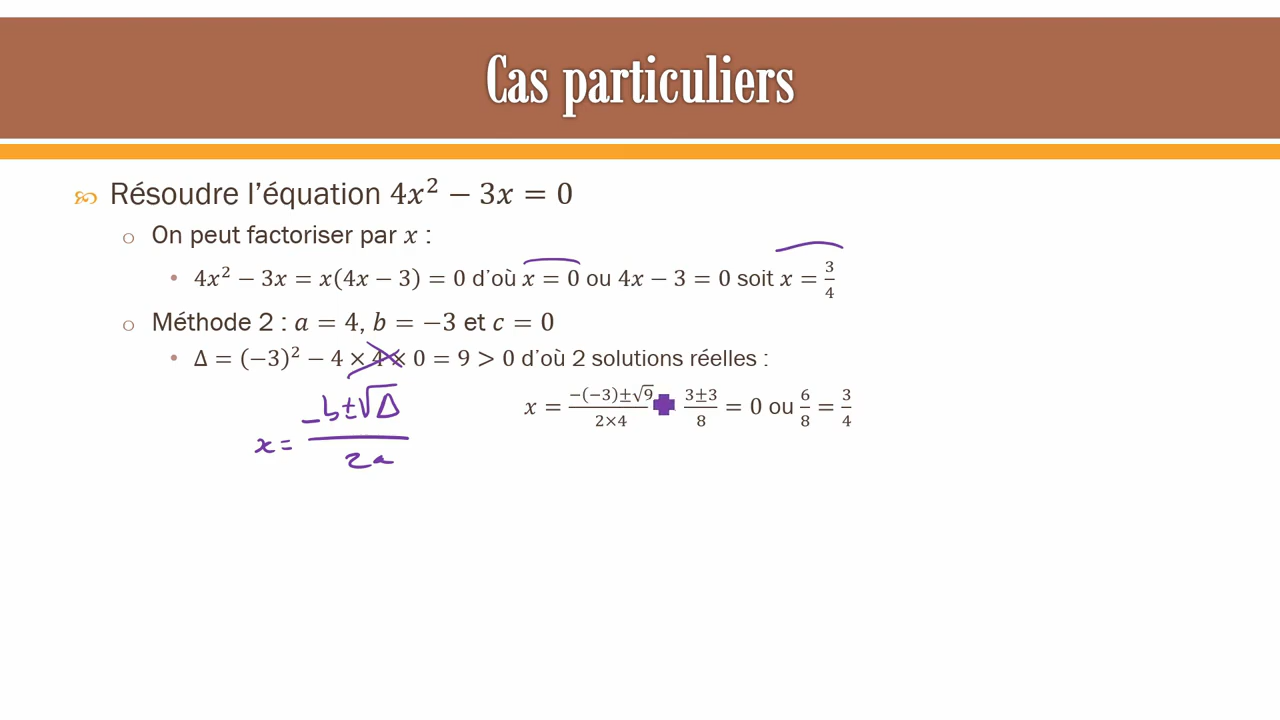 Cas particuliers
Résoudre l'équation 4x² − 3x = 0
On peut factoriser par x :
4x² − 3x = x(4x − 3) = 0 d'où x = 0 ou 4x − 3 = 0 soit x = 3/4
Méthode 2 : a = 4, b = −3 et c = 0
Δ = (−3)² − 4 × 4 × 0 = 9 > 0 d'où 2 solutions réelles :
x = (−(−3)±√9)/(2×4) (3±3)/8 = 0 ou 6/8 = 3/4
x = (−b ± √Δ)/(2a)